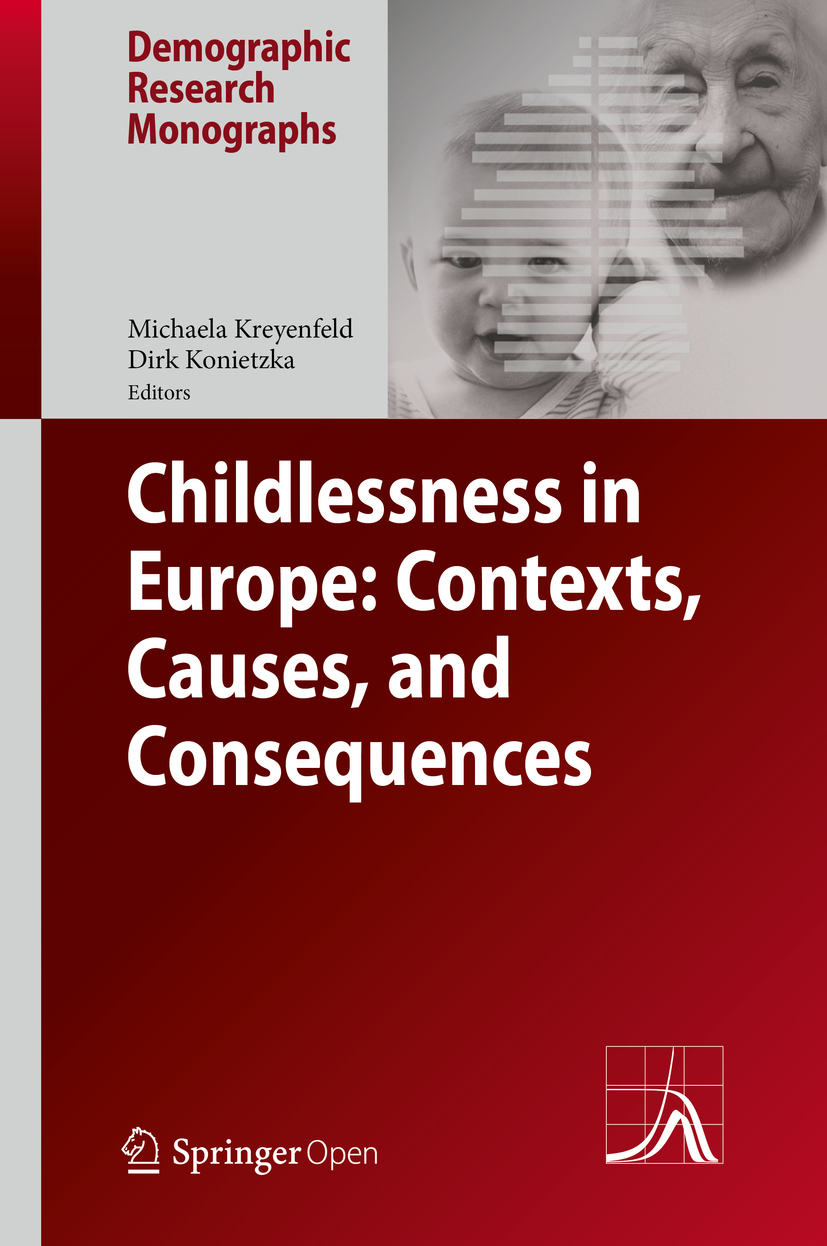 Demographic
Research
Monographs
Michaela Kreyenfeld
Dirk Konietzka
Editors
Childlessness in
Europe: Contexts,
Causes, and
Consequences
Springer Open